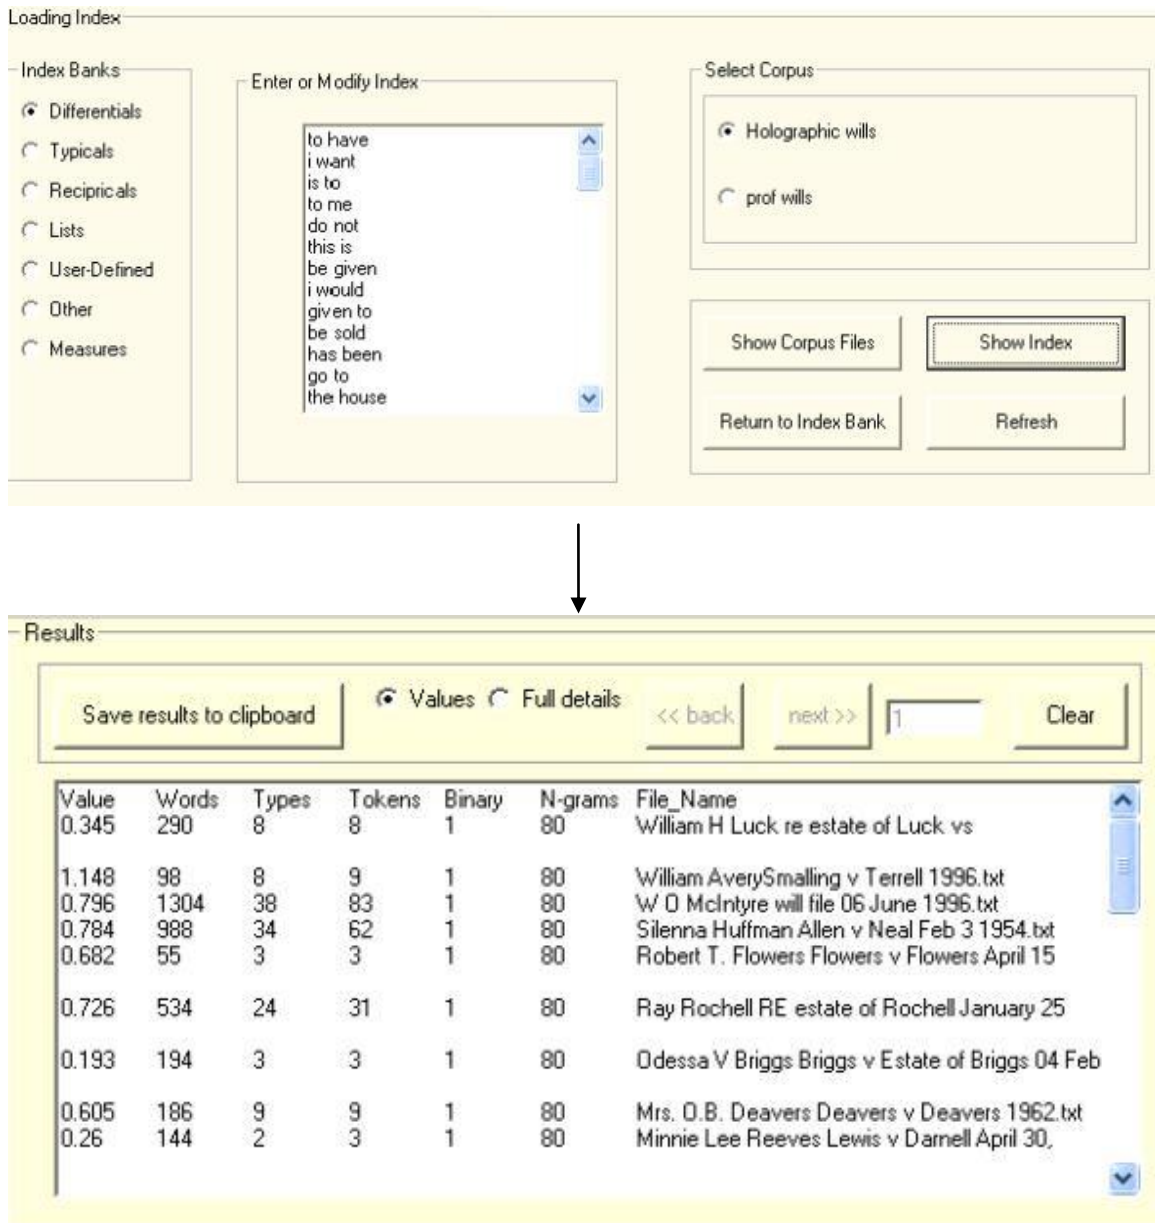 Loading Index
Index Banks
Differentials
Typicals
Recipricals
Lists
User-Defined
Other
Measures
Enter or Modify Index
to have
i want
is to
to me
do not
this is
be given
i would
given to
be sold
has been
go to
the house
Select Corpus
Holographic wills
prof wills
Show Corpus Files Show Index
Return to Index Bank Refresh
Results
Save results to clipboard Values Full details << back next >> 1 Clear
Value Words Types Tokens Binary N-grams File_Name
0.345 290 8 8 1 80 William H Luck re estate of Luck vs
1.148 98 8 9 1 80 William AverySmalling v Terrell 1996.txt
0.796 1304 38 83 1 80 W O McIntyre will file 06 June 1996.txt
0.784 988 34 62 1 80 Silenna Huffman Allen v Neal Feb 3 1954.txt
0.682 55 3 3 1 80 Robert T. Flowers Flowers v Flowers April 15
0.726 534 24 31 1 80 Ray Rochell RE estate of Rochell January 25
0.193 194 3 3 1 80 Odessa V Briggs Briggs v Estate of Briggs 04 Feb
0.605 186 9 9 1 80 Mrs. O.B. Deavers Deavers v Deavers 1962.txt
0.26 144 2 3 1 80 Minnie Lee Reeves Lewis v Darnell April 30,